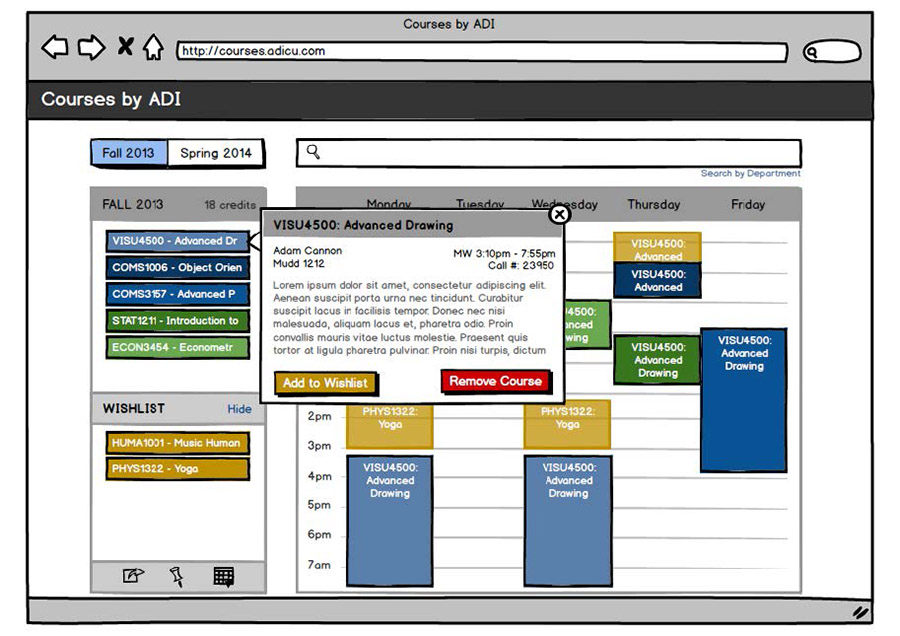 Courses by ADI
http://courses.adicu.com
Courses by ADI
Fall 2013
Spring 2014
Search by Department
FALL 2013
18 credits
VISU4500 - Advanced Dr
COMS1006 - Object Orien
COMS3157 - Advanced P
STAT1211 - Introduction to
ECON3454 - Econometr
WISHLIST
Hide
HUMA1001 - Music Human
PHYS1322 - Yoga
Monday
Tuesday
Wednesday
Thursday
Friday
VISU4500: Advanced Drawing
Adam Cannon
Mudd 1212
MW 3:10pm - 7:55pm
Call #: 23950
Lorem ipsum dolor sit amet, consectetur adipiscing elit.
Aenean suscipit porta urna nec tincidunt. Curabitur
suscipit lacus in facilisis tempor. Donec nec nisi
malesuada, aliquam lacus et, pharetra odio. Proin
convallis mauris vitae luctus molestie. Praesent quis
tortor at ligula pharetra pulvinar. Proin nisi turpis, dictum
Add to Wishlist
Remove Course
VISU4500:
Advanced
VISU4500:
Advanced
U4500:
anced
wing
VISU4500:
Advanced
Drawing
VISU4500:
Advanced
Drawing
2pm
3pm
4pm
5pm
6pm
7am
PHYS1322:
Yoga
PHYS1322:
Yoga
VISU4500:
Advanced
Drawing
VISU4500:
Advanced
Drawing